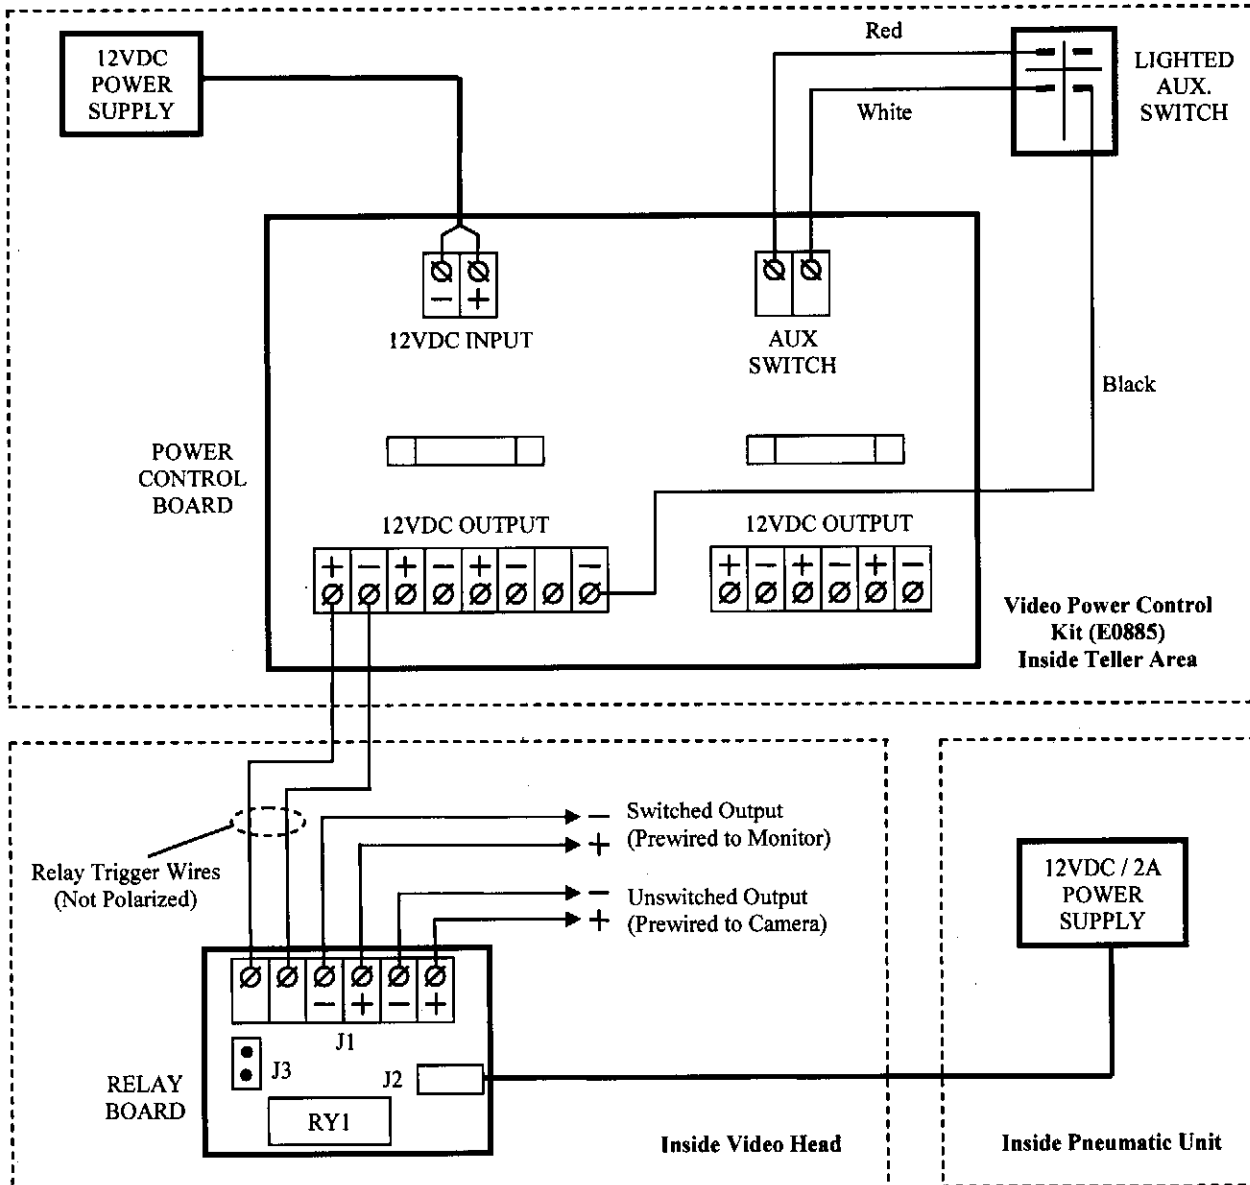 12VDC
POWER
SUPPLY
Red
LIGHTED
AUX.
SWITCH
White
− +
12VDC INPUT
AUX
SWITCH
Black
POWER
CONTROL
BOARD
12VDC OUTPUT
+ − + − + − −
12VDC OUTPUT
+ − + − + −
Video Power Control
Kit (E0885)
Inside Teller Area
Relay Trigger Wires
(Not Polarized)
− Switched Output
+ (Prewired to Monitor)
− Unswitched Output
+ (Prewired to Camera)
12VDC / 2A
POWER
SUPPLY
− + − +
J1
J3
J2
RELAY
BOARD
RY1
Inside Video Head
Inside Pneumatic Unit